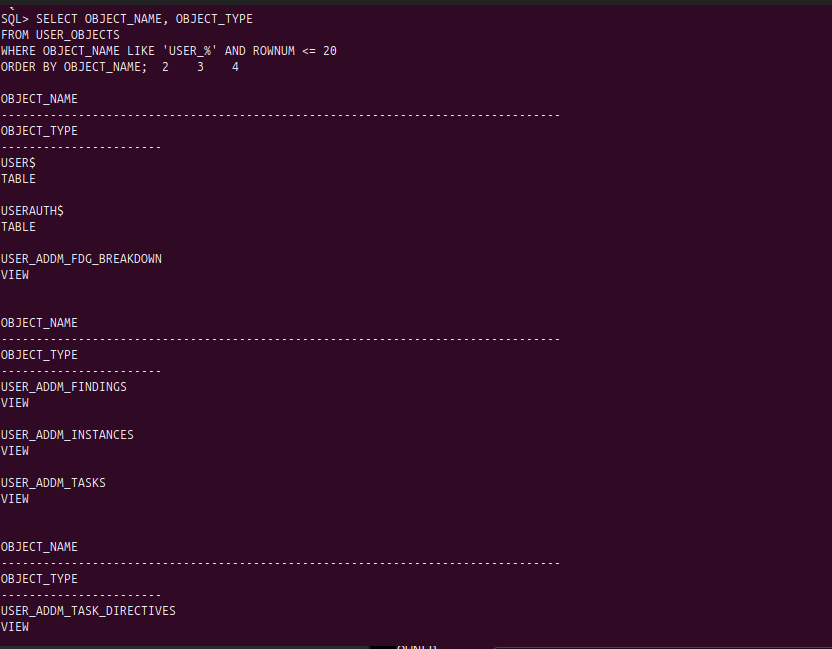 SQL> SELECT OBJECT_NAME, OBJECT_TYPE
FROM USER_OBJECTS
WHERE OBJECT_NAME LIKE 'USER_%' AND ROWNUM <= 20
ORDER BY OBJECT_NAME;  2    3    4
OBJECT_NAME
--------------------------------------------------------------------------------
OBJECT_TYPE
-----------------------
USER$
TABLE
USERAUTH$
TABLE
USER_ADDM_FDG_BREAKDOWN
VIEW
OBJECT_NAME
--------------------------------------------------------------------------------
OBJECT_TYPE
-----------------------
USER_ADDM_FINDINGS
VIEW
USER_ADDM_INSTANCES
VIEW
USER_ADDM_TASKS
VIEW
OBJECT_NAME
--------------------------------------------------------------------------------
OBJECT_TYPE
-----------------------
USER_ADDM_TASK_DIRECTIVES
VIEW